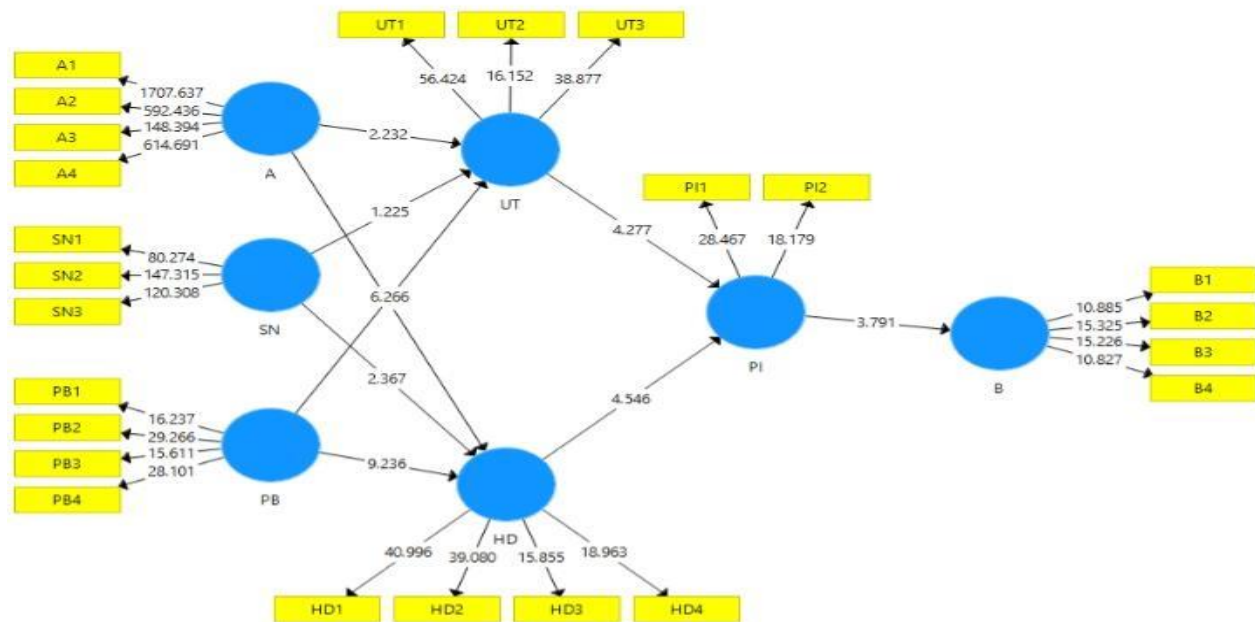 UT1 UT2 UT3
A1
A2
A3
A4
1707.637
592.436
148.394
614.691
A
56.424 16.152 38.877
2.232
UT
SN1
SN2
SN3
80.274
147.315
120.308
SN
1.225
6.266
2.367
PI1 PI2
28.467 18.179
4.277
PI
3.791
B
10.885
15.325
15.226
10.827
B1
B2
B3
B4
PB1
PB2
PB3
PB4
16.237
29.266
15.611
28.101
PB
9.236
4.546
HD
40.996 39.080 15.855 18.963
HD1 HD2 HD3 HD4